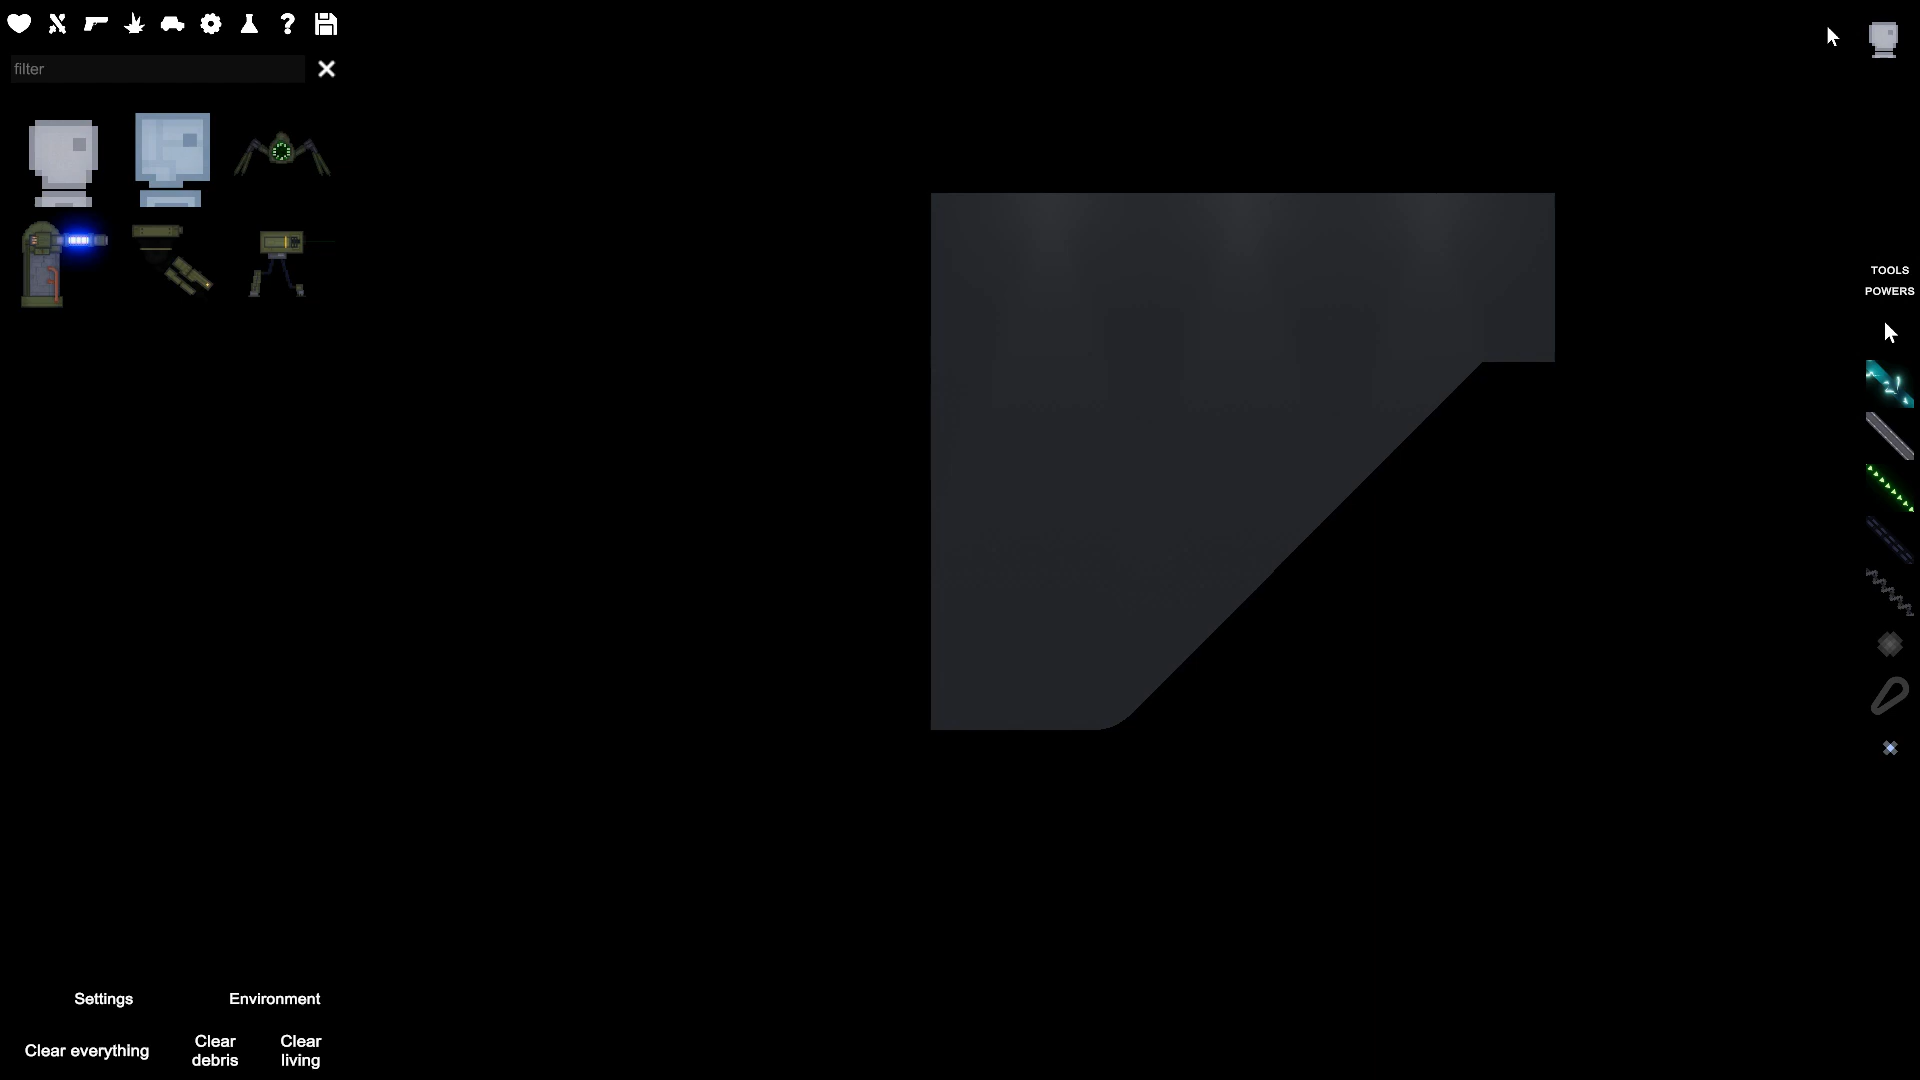 filter
TOOLS
POWERS
Settings
Environment
Clear everything
Clear
debris
Clear
living